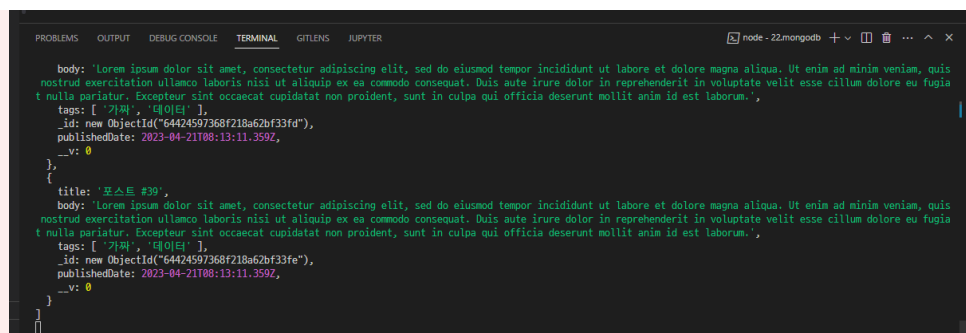 PROBLEMS OUTPUT DEBUG CONSOLE TERMINAL GITLENS JUPYTER node - 22.mongodb
body: 'Lorem ipsum dolor sit amet, consectetur adipiscing elit, sed do eiusmod tempor incididunt ut labore et dolore magna aliqua. Ut enim ad minim veniam, quis
nostrud exercitation ullamco laboris nisi ut aliquip ex ea commodo consequat. Duis aute irure dolor in reprehenderit in voluptate velit esse cillum dolore eu fugia
t nulla pariatur. Excepteur sint occaecat cupidatat non proident, sunt in culpa qui officia deserunt mollit anim id est laborum.',
tags: [ '가짜', '데이터' ],
_id: new ObjectId("64424597368f218a62bf33fd"),
publishedDate: 2023-04-21T08:13:11.359Z,
__v: 0
},
{
title: '포스트 #39',
body: 'Lorem ipsum dolor sit amet, consectetur adipiscing elit, sed do eiusmod tempor incididunt ut labore et dolore magna aliqua. Ut enim ad minim veniam, quis
nostrud exercitation ullamco laboris nisi ut aliquip ex ea commodo consequat. Duis aute irure dolor in reprehenderit in voluptate velit esse cillum dolore eu fugia
t nulla pariatur. Excepteur sint occaecat cupidatat non proident, sunt in culpa qui officia deserunt mollit anim id est laborum.',
tags: [ '가짜', '데이터' ],
_id: new ObjectId("64424597368f218a62bf33fe"),
publishedDate: 2023-04-21T08:13:11.359Z,
__v: 0
}
]